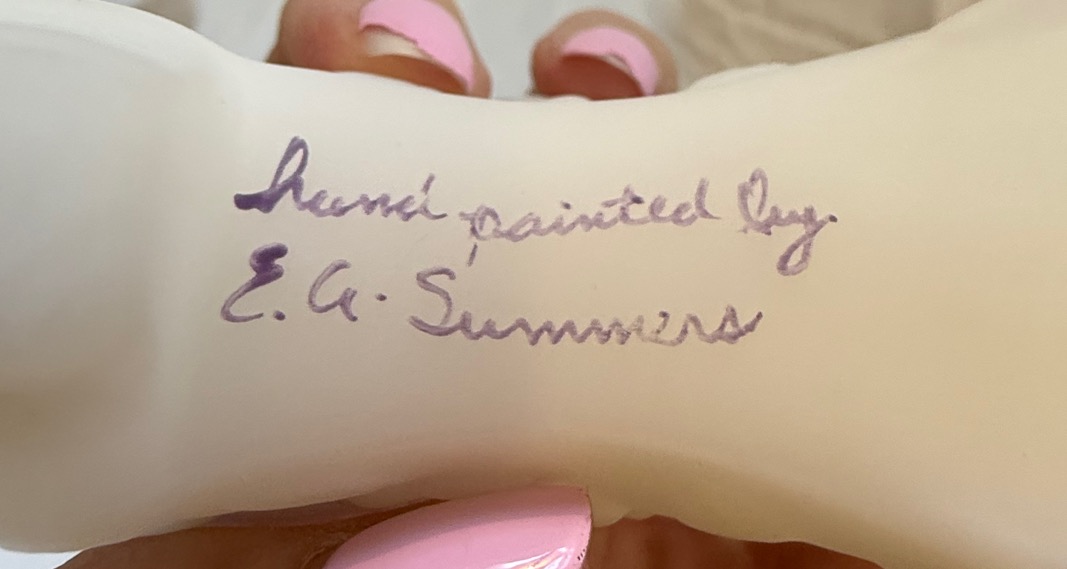 hand painted by.
E. A. Summers